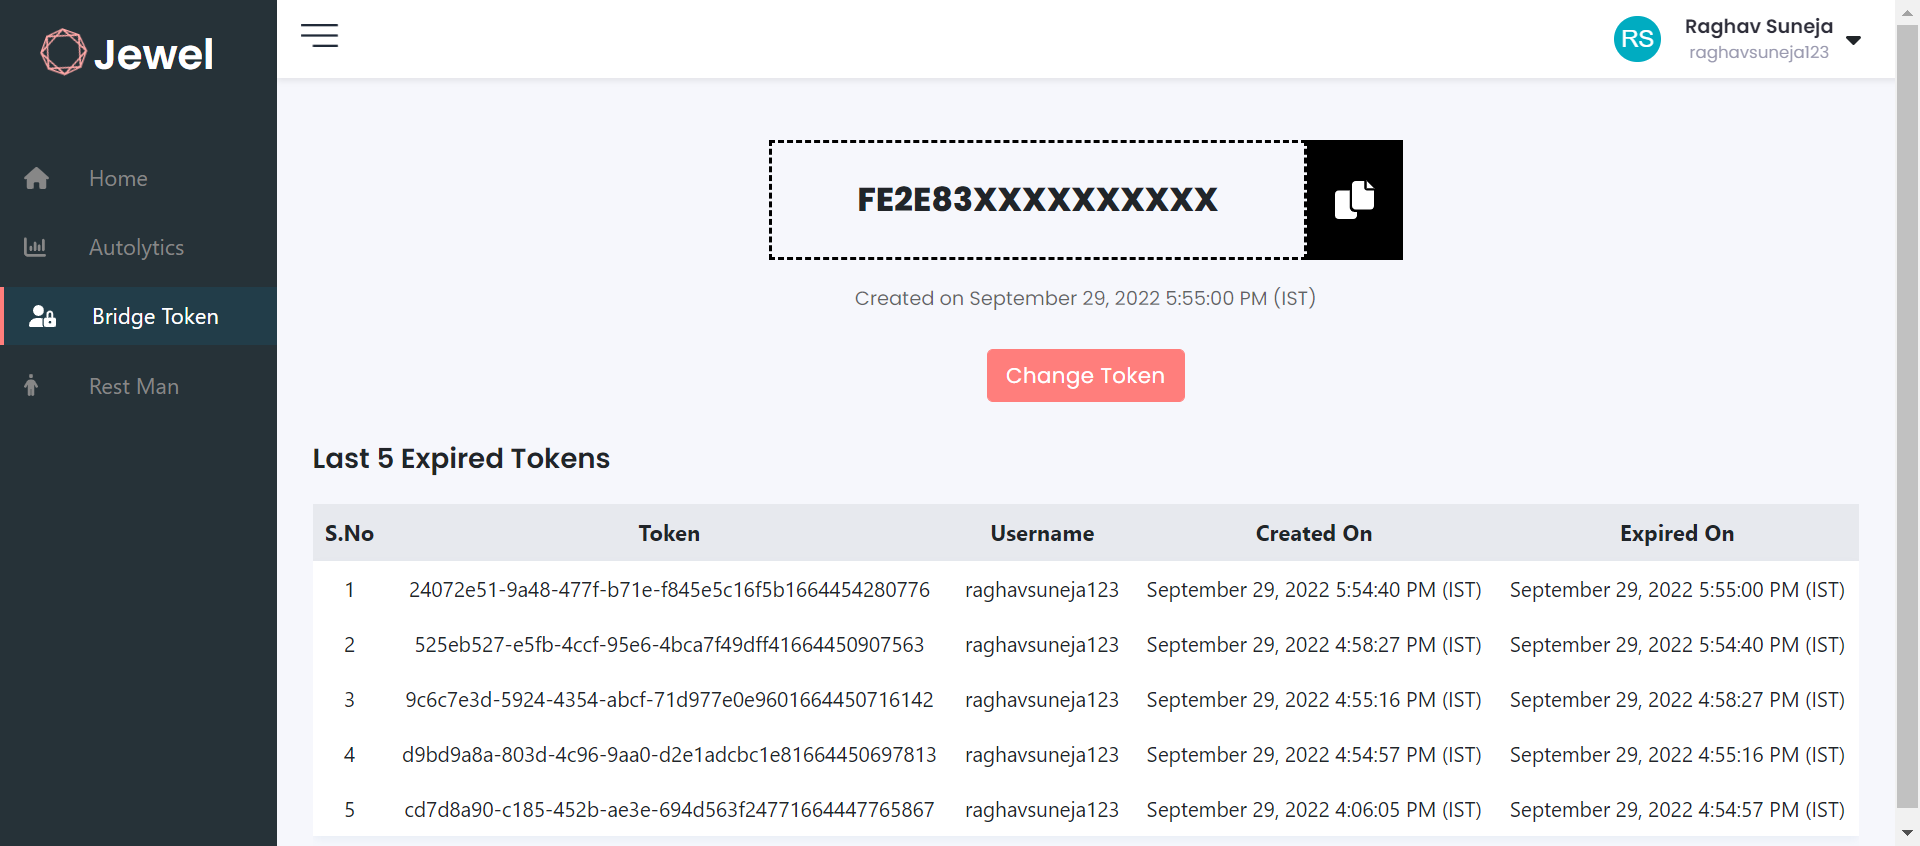 Jewel
Home
Autolytics
Bridge Token
Rest Man
RS
Raghav Suneja
raghavsuneja123
FE2E83XXXXXXXXXX
Created on September 29, 2022 5:55:00 PM (IST)
Change Token
Last 5 Expired Tokens
S.No Token Username Created On Expired On
1 24072e51-9a48-477f-b71e-f845e5c16f5b1664454280776 raghavsuneja123 September 29, 2022 5:54:40 PM (IST) September 29, 2022 5:55:00 PM (IST)
2 525eb527-e5fb-4ccf-95e6-4bca7f49dff41664450907563 raghavsuneja123 September 29, 2022 4:58:27 PM (IST) September 29, 2022 5:54:40 PM (IST)
3 9c6c7e3d-5924-4354-abcf-71d977e0e9601664450716142 raghavsuneja123 September 29, 2022 4:55:16 PM (IST) September 29, 2022 4:58:27 PM (IST)
4 d9bd9a8a-803d-4c96-9aa0-d2e1adcbc1e81664450697813 raghavsuneja123 September 29, 2022 4:54:57 PM (IST) September 29, 2022 4:55:16 PM (IST)
5 cd7d8a90-c185-452b-ae3e-694d563f24771664447765867 raghavsuneja123 September 29, 2022 4:06:05 PM (IST) September 29, 2022 4:54:57 PM (IST)